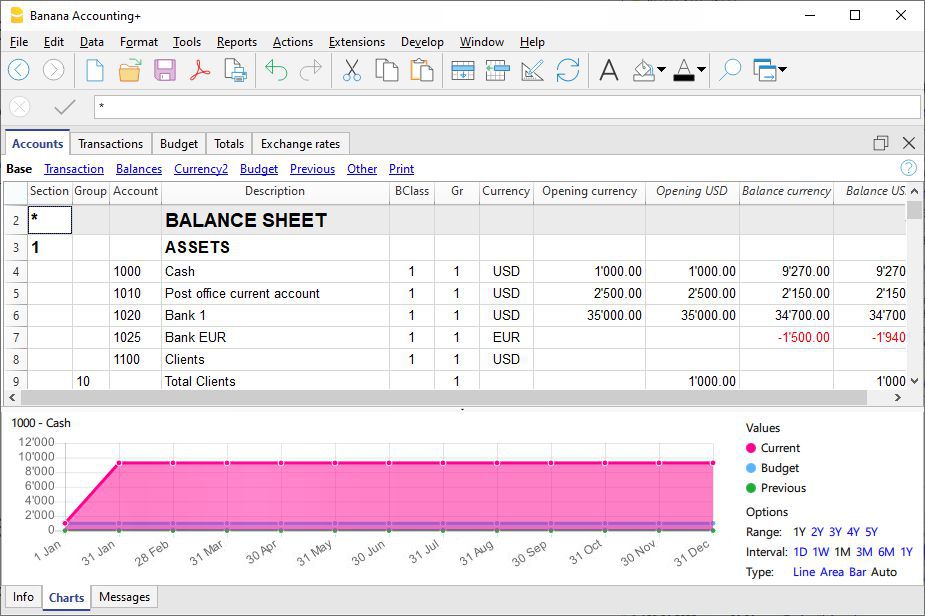 Banana Accounting+
File Edit Data Format Tools Reports Actions Extensions Develop Window Help
*
Accounts Transactions Budget Totals Exchange rates
Base Transaction Balances Currency2 Budget Previous Other Print ?
Section Group Account Description BClass Gr Currency Opening currency Opening USD Balance currency Balance US
2 * BALANCE SHEET
3 1 ASSETS
4 1000 Cash 1 1 USD 1'000.00 1'000.00 9'270.00 9'270
5 1010 Post office current account 1 1 USD 2'500.00 2'500.00 2'150.00 2'150
6 1020 Bank 1 1 1 USD 35'000.00 35'000.00 34'700.00 34'700
7 1025 Bank EUR 1 1 EUR -1'500.00 -1'940
8 1100 Clients 1 1 USD
9 10 Total Clients 1 1'000.00 1'000
1000 - Cash
12'000
10'000
8'000
6'000
4'000
2'000
0
1 Jan 31 Jan 28 Feb 31 Mar 30 Apr 31 May 30 Jun 31 Jul 31 Aug 30 Sep 31 Oct 30 Nov 31 Dec
Values
Current
Budget
Previous
Options
Range: 1Y 2Y 3Y 4Y 5Y
Interval: 1D 1W 1M 3M 6M 1Y
Type: Line Area Bar Auto
Info Charts Messages